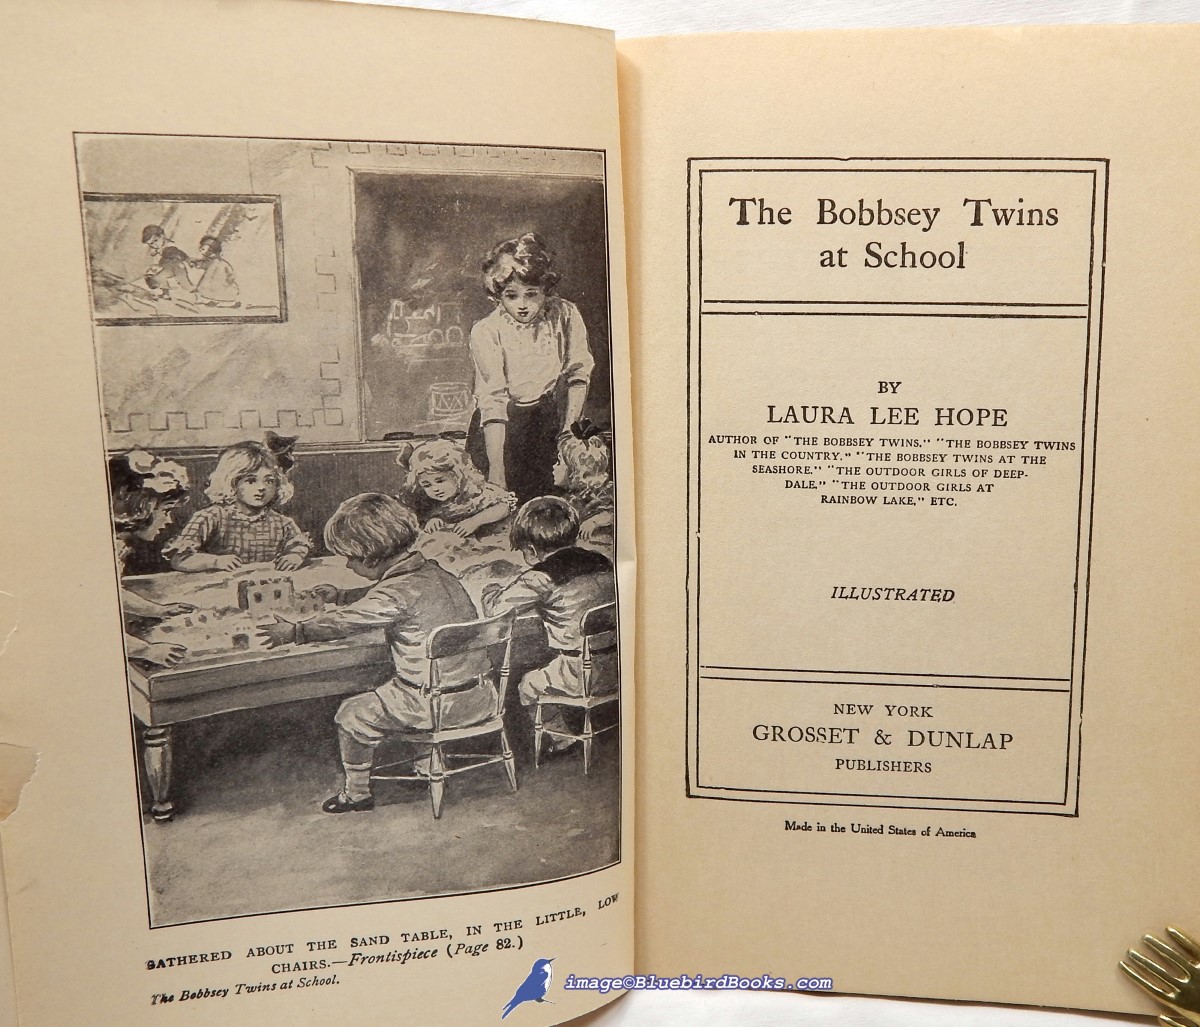 GATHERED ABOUT THE SAND TABLE, IN THE LITTLE, LOW
CHAIRS.—Frontispiece (Page 82.)
The Bobbsey Twins at School.
The Bobbsey Twins
at School
BY
LAURA LEE HOPE
AUTHOR OF "THE BOBBSEY TWINS," "THE BOBBSEY TWINS
IN THE COUNTRY," "THE BOBBSEY TWINS AT THE
SEASHORE," "THE OUTDOOR GIRLS OF DEEP-
DALE," "THE OUTDOOR GIRLS AT
RAINBOW LAKE," ETC.
ILLUSTRATED
NEW YORK
GROSSET & DUNLAP
PUBLISHERS
Made in the United States of America
image©BluebirdBooks.com